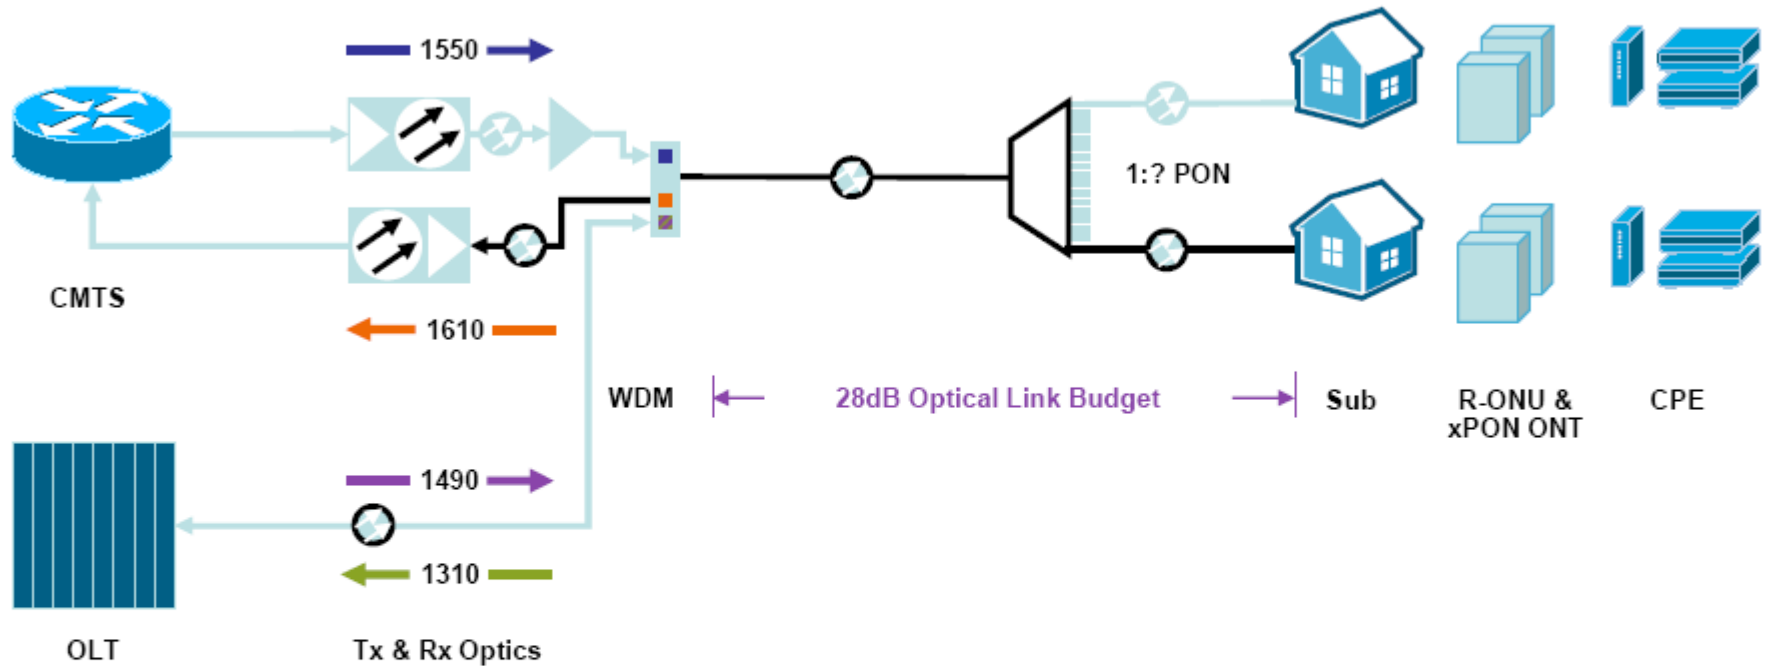 1550
1:? PON
CMTS
1610
WDM
28dB Optical Link Budget
Sub
R-ONU &
xPON ONT
CPE
1490
1310
OLT
Tx & Rx Optics